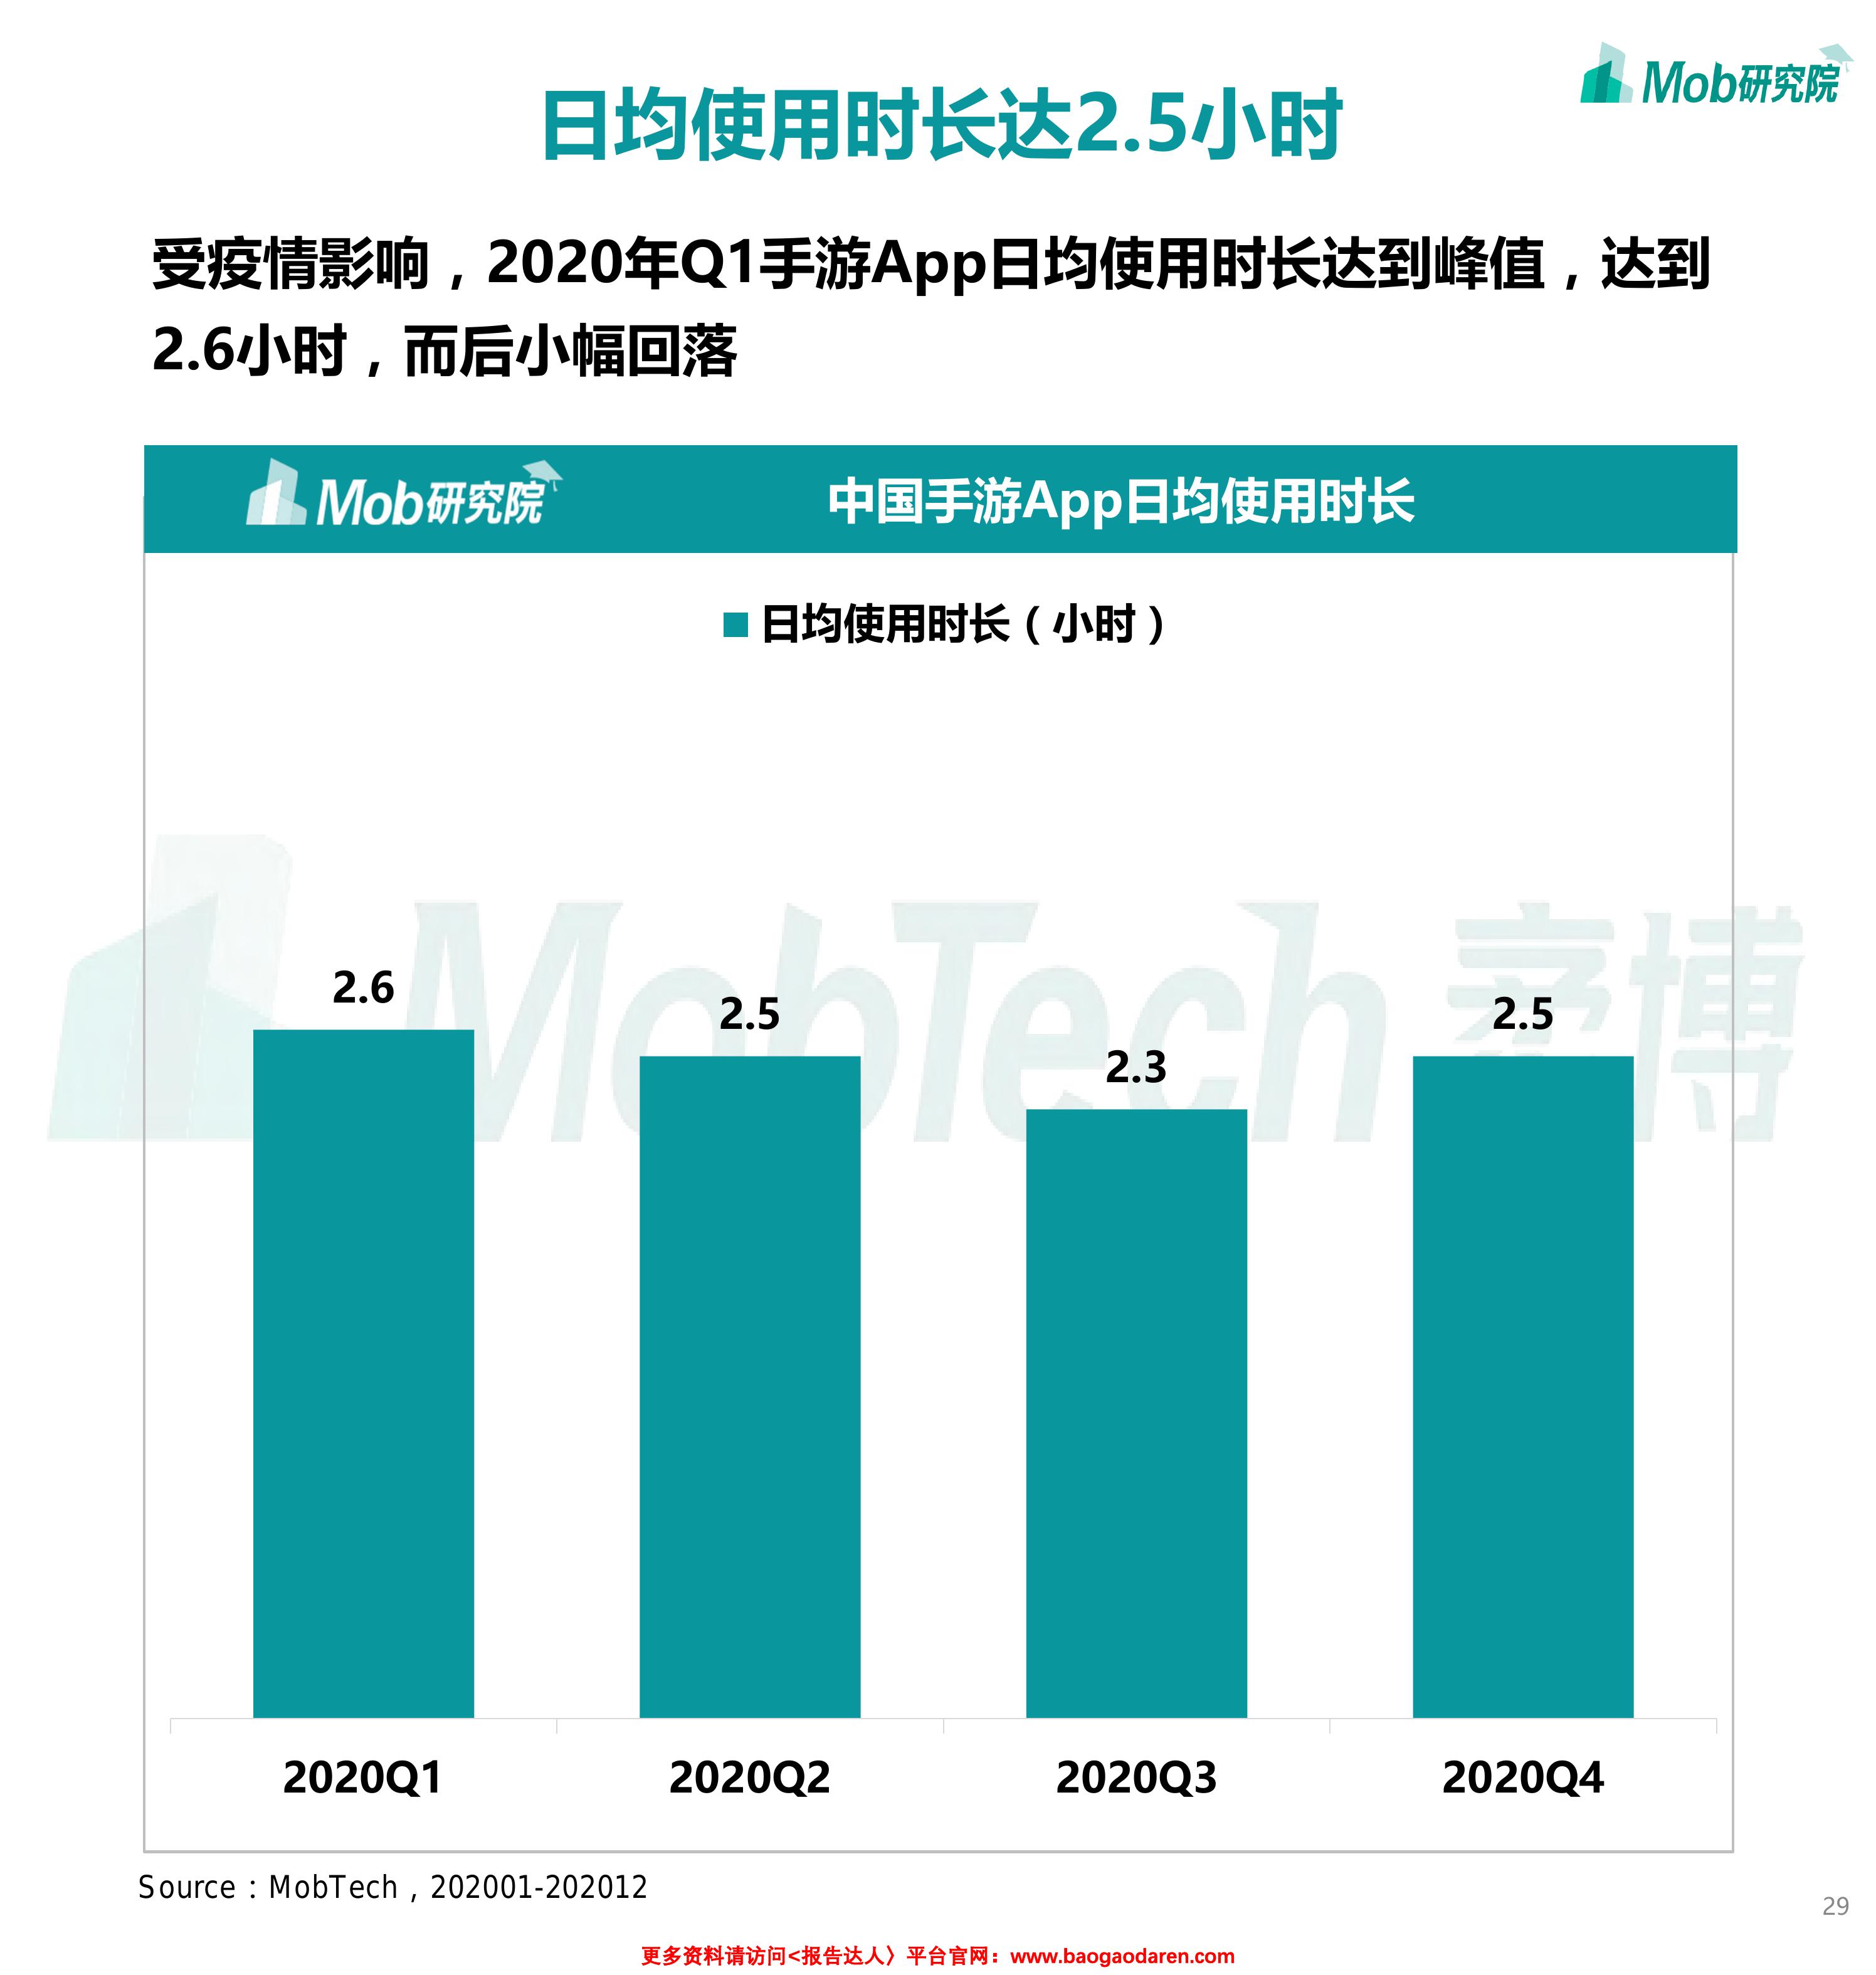 Mob研究院
日均使用时长达2.5小时
受疫情影响，2020年Q1手游App日均使用时长达到峰值，达到
2.6小时，而后小幅回落
Mob研究院
中国手游App日均使用时长
日均使用时长（小时）
MobTech 袤博
2.6
2.5
2.3
2.5
2020Q1
2020Q2
2020Q3
2020Q4
Source：MobTech，202001-202012
29
更多资料请访问<报告达人〉平台官网：www.baogaodaren.com